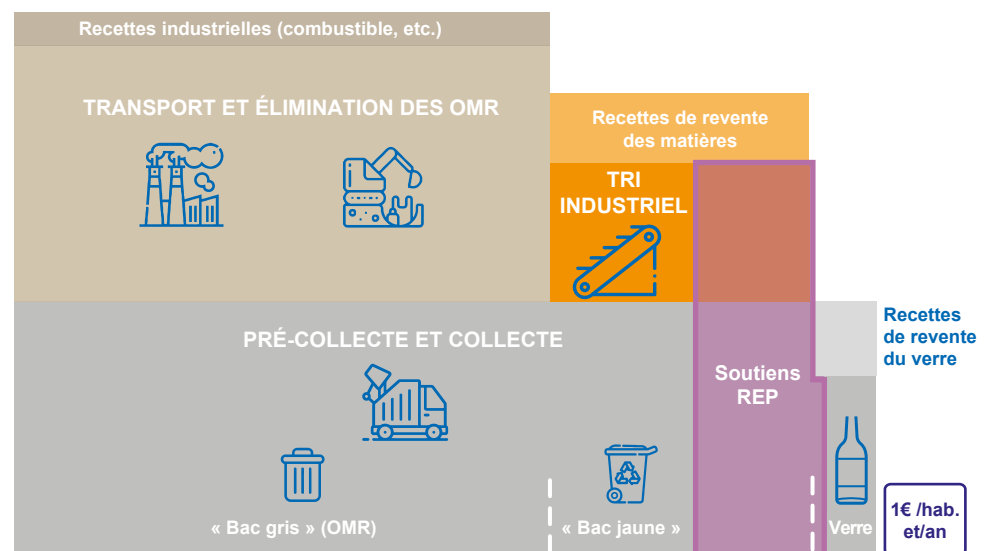 Recettes industrielles (combustible, etc.)
TRANSPORT ET ÉLIMINATION DES OMR
Recettes de revente
des matières
TRI
INDUSTRIEL
PRÉ-COLLECTE ET COLLECTE
Recettes
de revente
du verre
Soutiens
REP
« Bac gris » (OMR)
« Bac jaune »
Verre
1€ /hab.
et/an